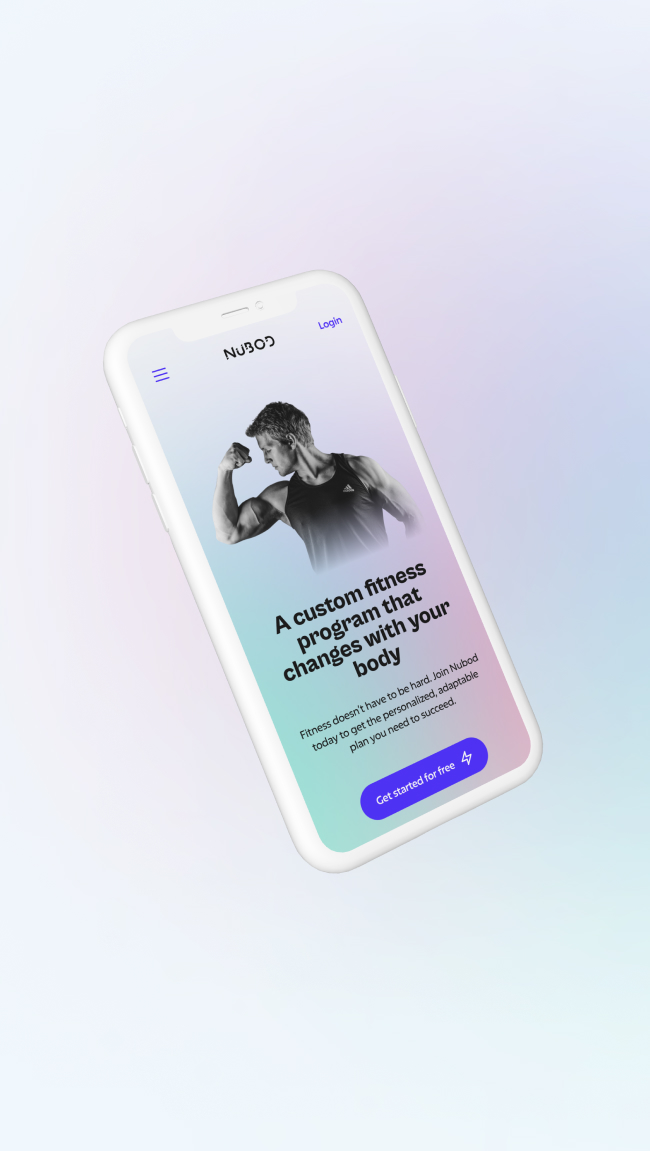 Login
NUBOD
A custom fitness
program that
changes with your
body
Fitness doesn't have to be hard. Join Nubod
today to get the personalized, adaptable
plan you need to succeed.
Get started for free